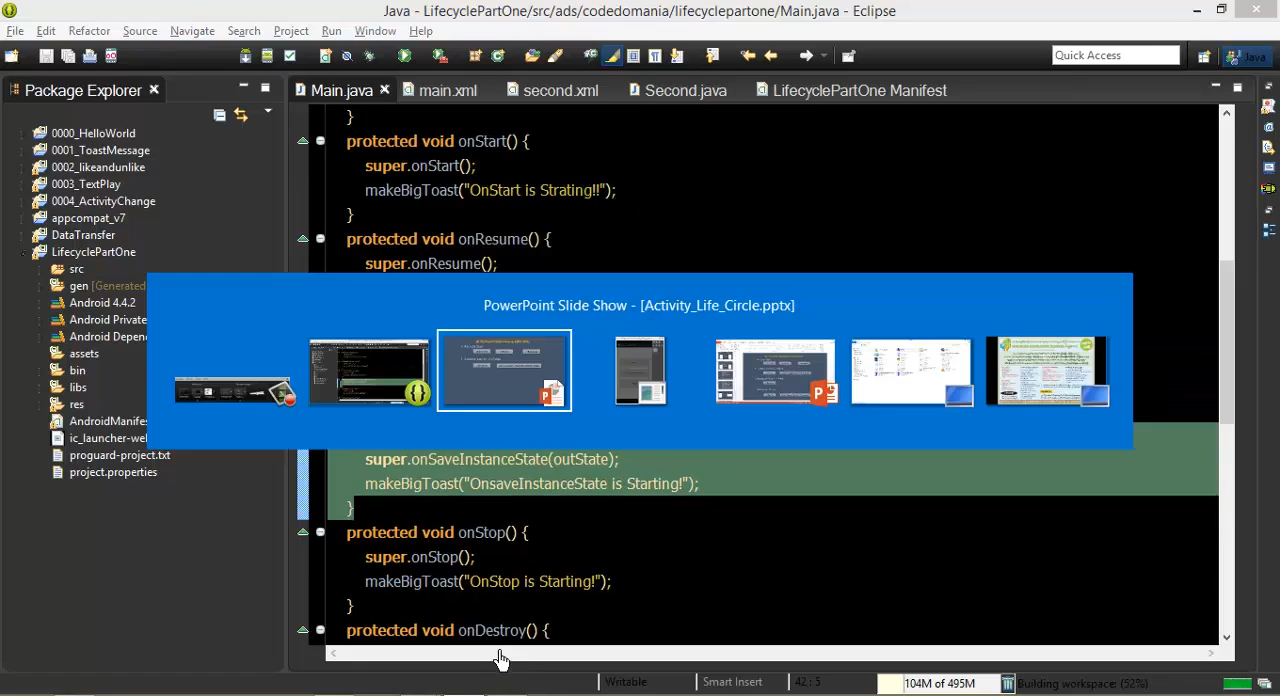 Java - LifecyclePartOne/src/ads/codedomania/lifecyclepartone/Main.java - Eclipse
File Edit Refactor Source Navigate Search Project Run Window Help
Quick Access
Java
Package Explorer
Main.java
main.xml
second.xml
Second.java
LifecyclePartOne Manifest
0000_HelloWorld
0001_ToastMessage
0002_likeandunlike
0003_TextPlay
0004_ActivityChange
appcompat_v7
DataTransfer
LifecyclePartOne
src
gen [Generated
Android 4.4.2
Android Private
Android Depen
assets
bin
libs
res
AndroidManifes
ic_launcher-wel
proguard-project.txt
project.properties
}
protected void onStart() {
super.onStart();
makeBigToast("OnStart is Strating!!");
}
protected void onResume() {
super.onResume();
PowerPoint Slide Show - [Activity_Life_Circle.pptx]
super.onSaveInstanceState(outState);
makeBigToast("OnsaveInstanceState is Starting!");
}
protected void onStop() {
super.onStop();
makeBigToast("OnStop is Starting!");
}
protected void onDestroy() {
Writable
Smart Insert
42 : 5
104M of 495M
Building workspace: (52%)